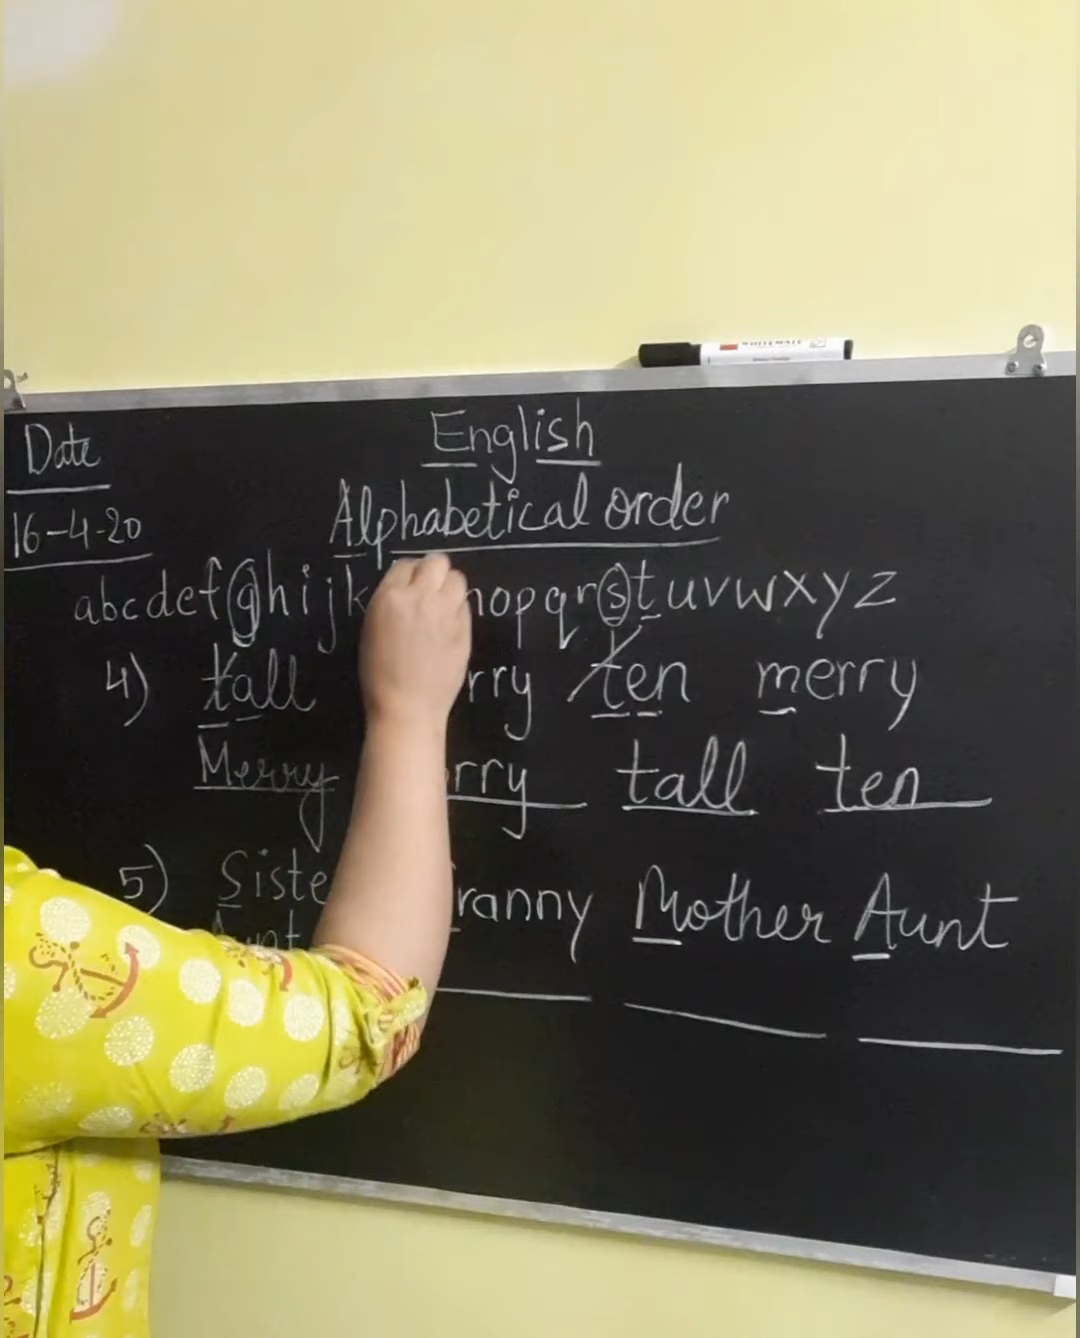 Date English
16-4-20 Alphabetical order
abcdefghijk nopqrstuvwxyz
4) tall rry ten merry
Merry rry tall ten
5) Siste ranny Mother Aunt
Aunt